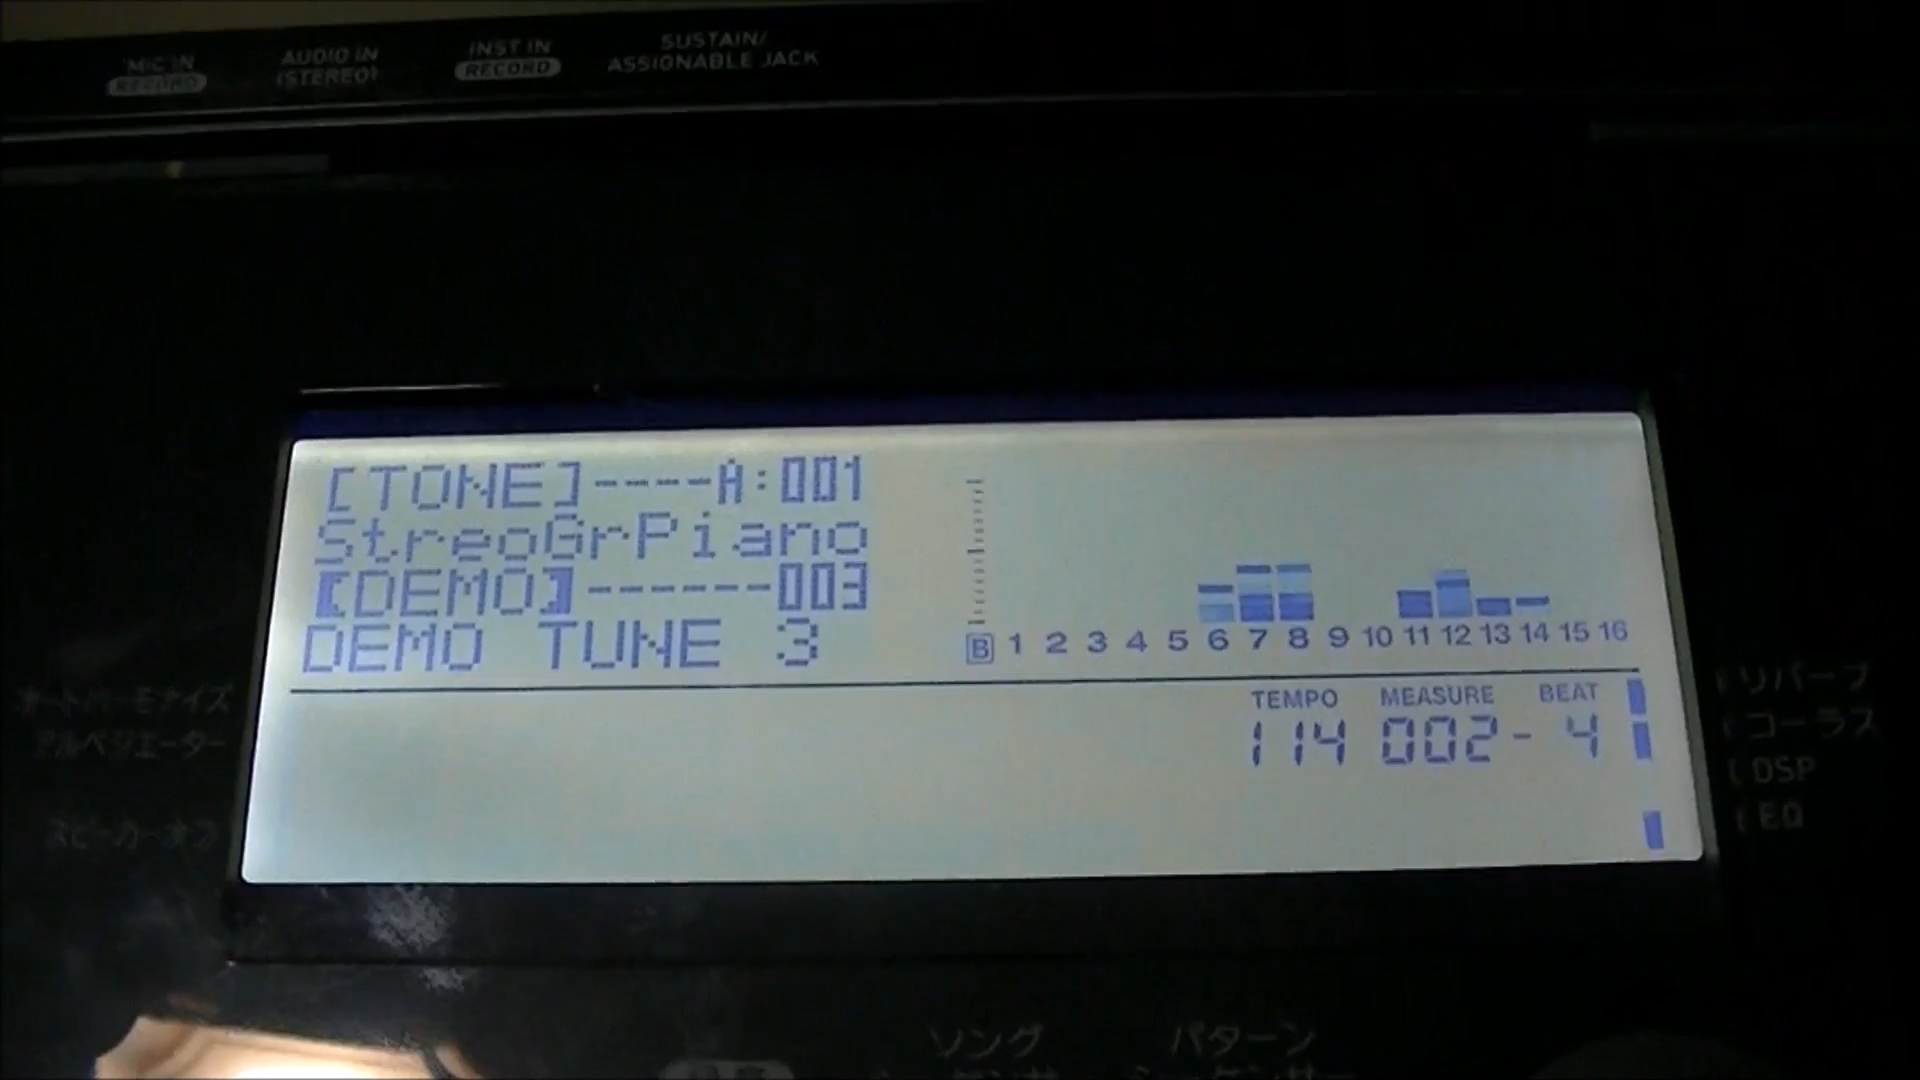 MIC IN
RECORD
AUDIO IN
(STEREO)
INST IN
RECORD
SUSTAIN/
ASSIGNABLE JACK
[TONE]----A:001
StreoGrPiano
【DEMO】------003
DEMO TUNE 3
B 1 2 3 4 5 6 7 8 9 10 11 12 13 14 15 16
TEMPO MEASURE BEAT
114 002- 4
オートハーモナイズ
アルペジエーター
スピーカーオフ
リバーブ
コーラス
DSP
EQ
ソング
パターン